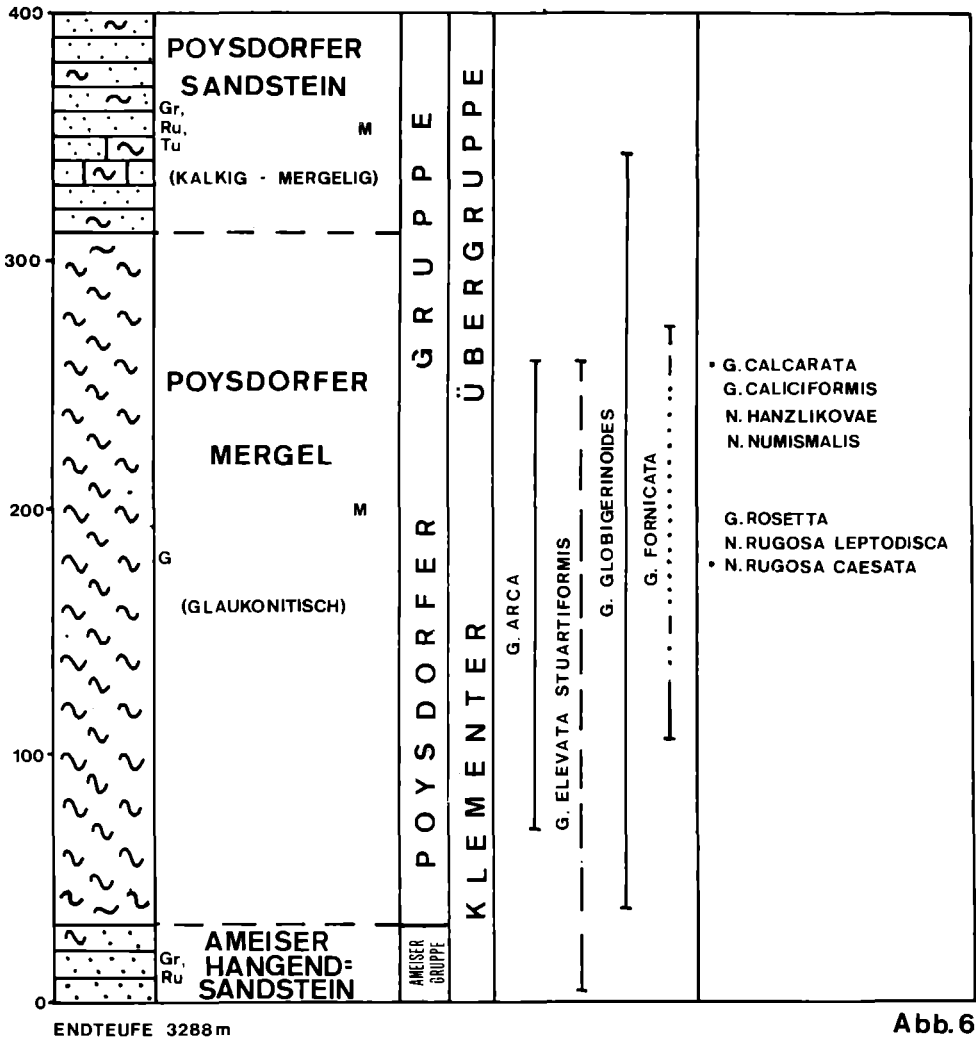 400
POYSDORFER
SANDSTEIN
Gr,
Ru,
Tu
M
(KALKIG - MERGELIG)
300
POYSDORFER
MERGEL
200
M
G
(GLAUKONITISCH)
100
AMEISER
HANGEND=
SANDSTEIN
Gr,
Ru
0
POYSDORFER GRUPPE
AMEISER
GRUPPE
KLEMENTER ÜBERGRUPPE
G. ARCA
G. ELEVATA STUARTIFORMIS
G. GLOBIGERINOIDES
G. FORNICATA
• G. CALCARATA
G. CALICIFORMIS
N. HANZLIKOVAE
N. NUMISMALIS
G. ROSETTA
N. RUGOSA LEPTODISCA
• N. RUGOSA CAESATA
ENDTEUFE 3288m
Abb. 6